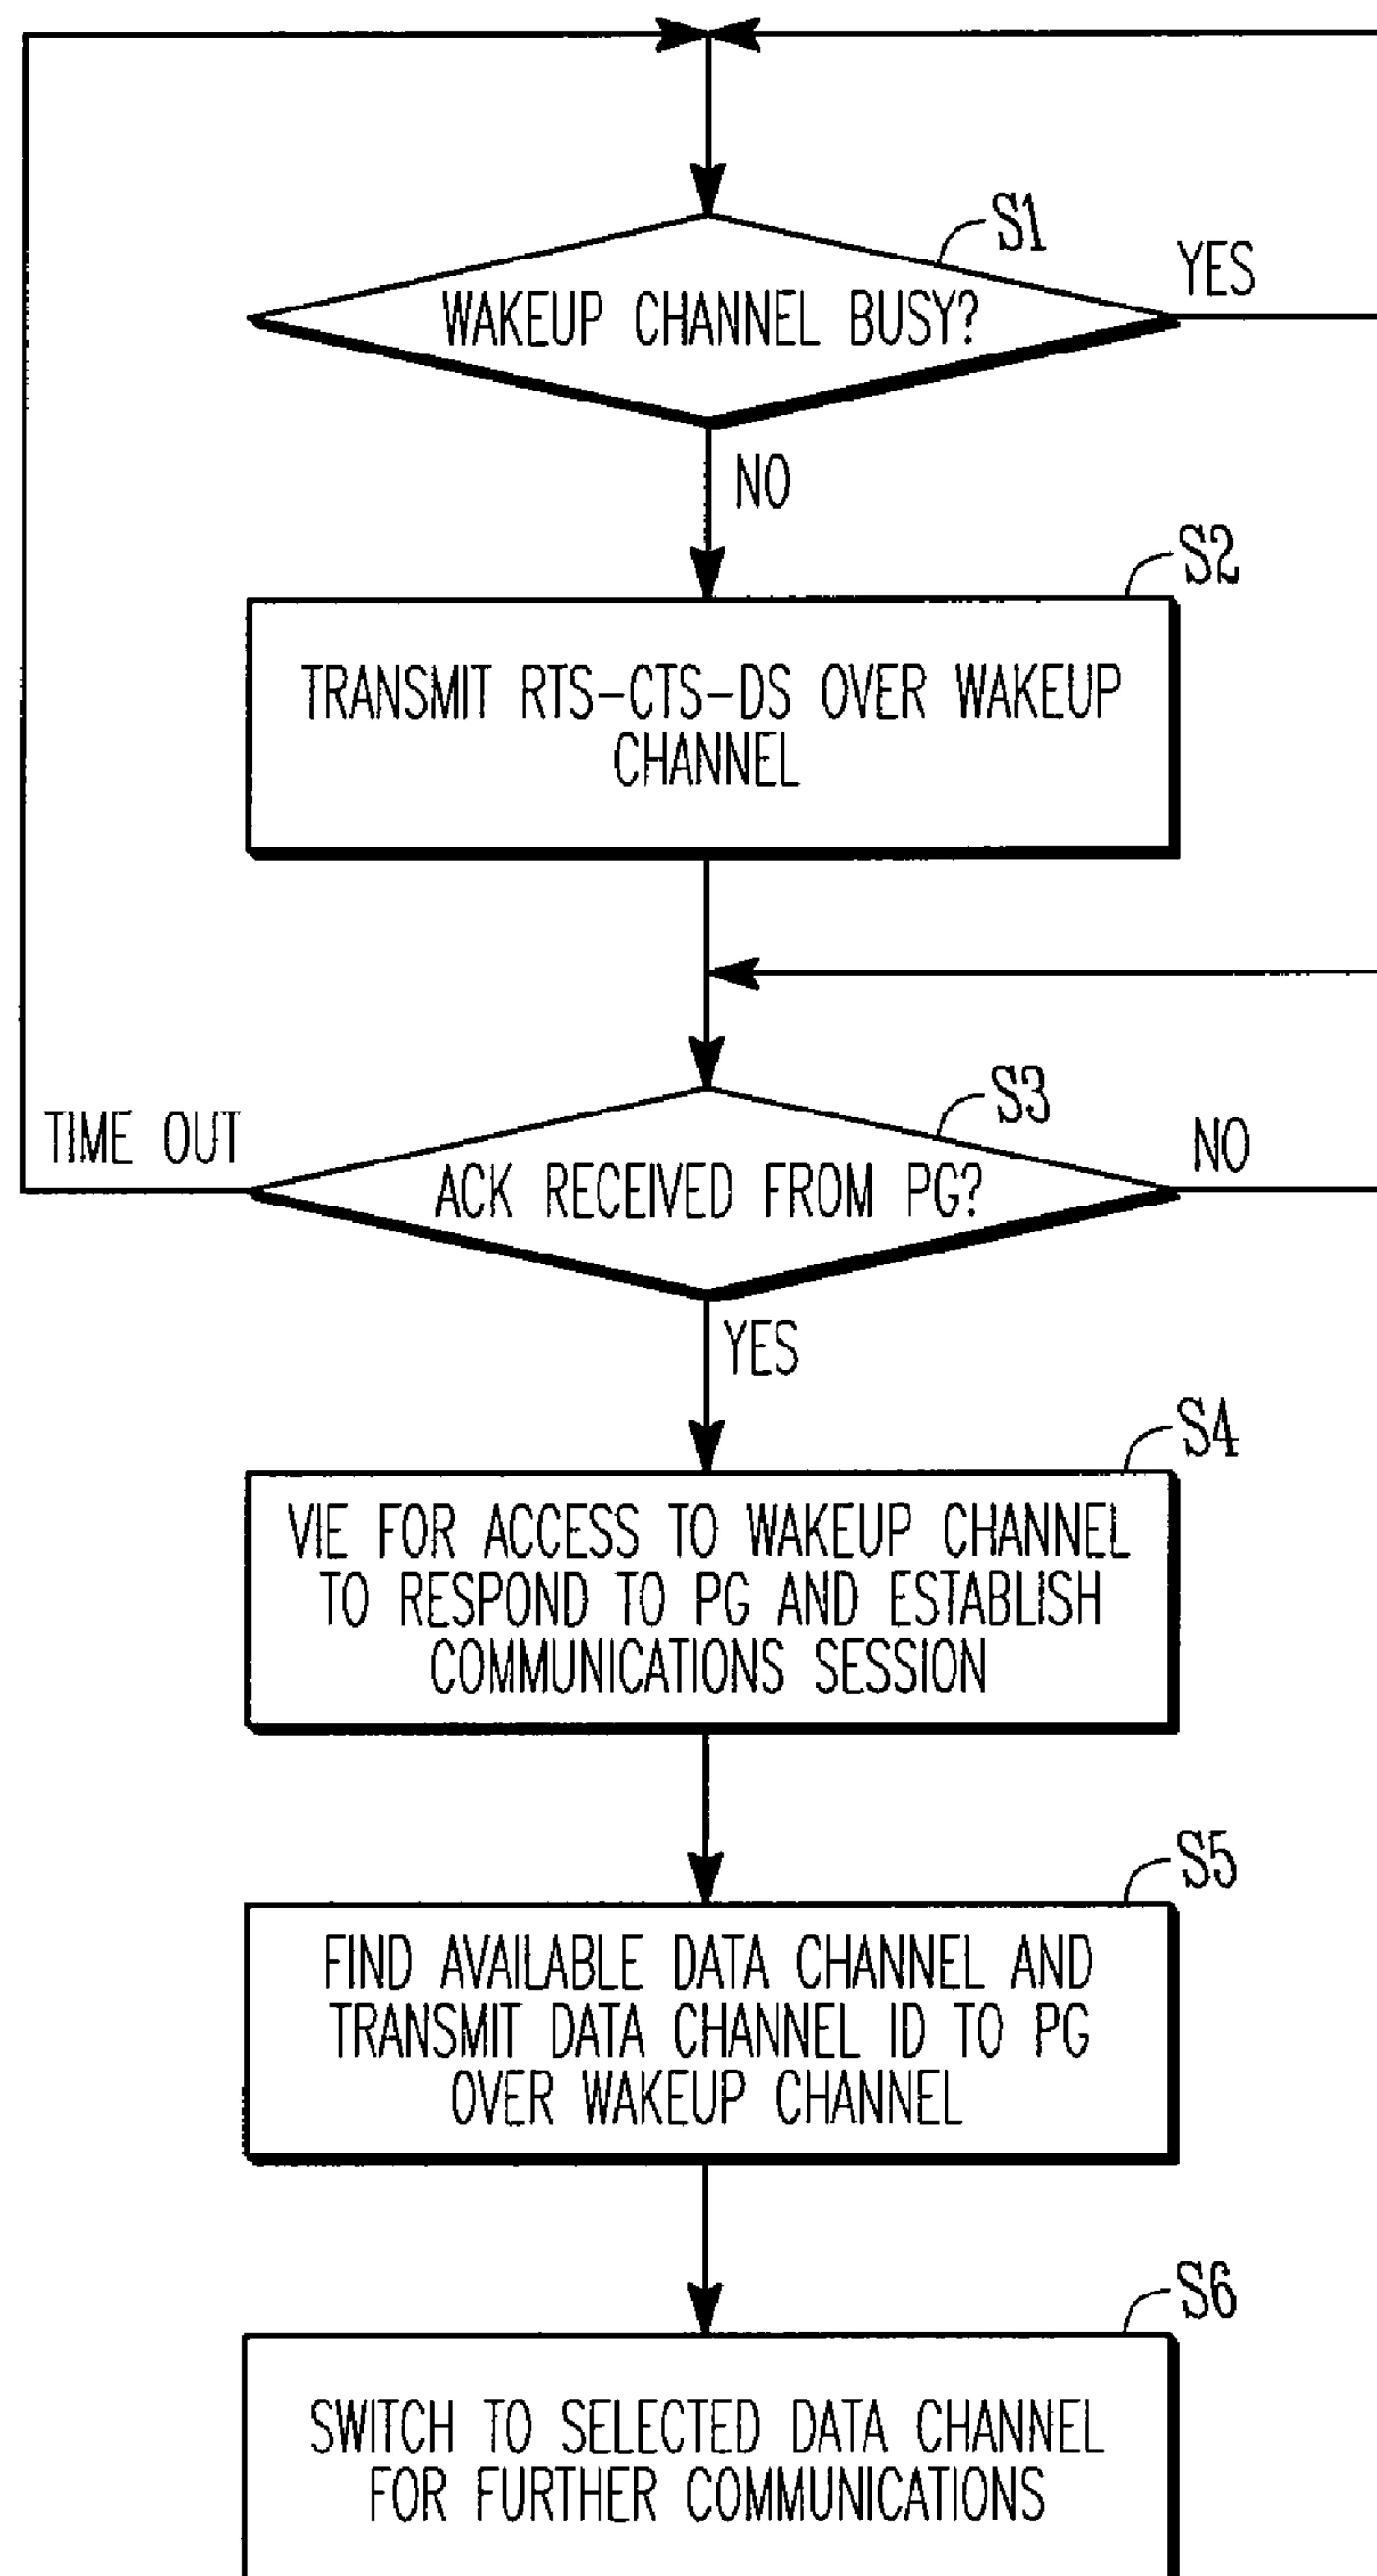 S1
YES
WAKEUP CHANNEL BUSY?
NO
S2
TRANSMIT RTS-CTS-DS OVER WAKEUP
CHANNEL
S3
TIME OUT
NO
ACK RECEIVED FROM PG?
YES
S4
VIE FOR ACCESS TO WAKEUP CHANNEL
TO RESPOND TO PG AND ESTABLISH
COMMUNICATIONS SESSION
S5
FIND AVAILABLE DATA CHANNEL AND
TRANSMIT DATA CHANNEL ID TO PG
OVER WAKEUP CHANNEL
S6
SWITCH TO SELECTED DATA CHANNEL
FOR FURTHER COMMUNICATIONS